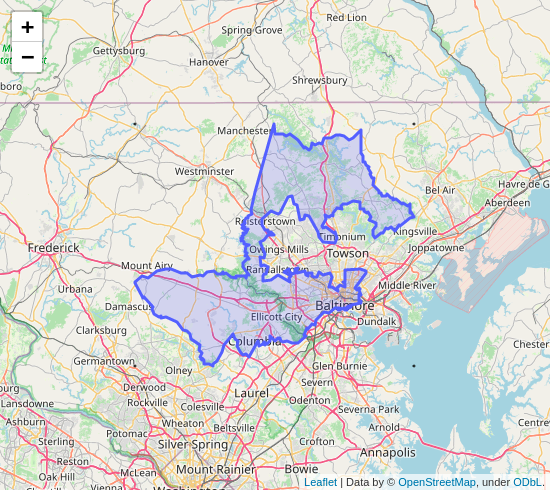 +
−
Red Lion
Spring Grove
Gettysburg
Hanover
Shrewsbury
Manchester
Westminster
Bel Air
Havre de G
Aberdeen
Reisterstown
Kingsville
Timonium
Joppatowne
Frederick
Owings Mills
Towson
Mount Airy
Randallstown
Urbana
Middle River
Damascus
Baltimore
Ellicott City
Dundalk
Clarksburg
Columbia
Chester
Germantown
Olney
Glen Burnie
Derwood
Severn
Laurel
Rockville
Odenton
Lansdowne
Colesville
Severna Park
Ashburn
Wheaton
Arnold
Centre
Potomac
Beltsville
Sterling
Silver Spring
Crofton
Annapolis
Reston
McLean
Mount Rainier
Bowie
Oak Hill
Leaflet | Data by © OpenStreetMap, under ODbL.